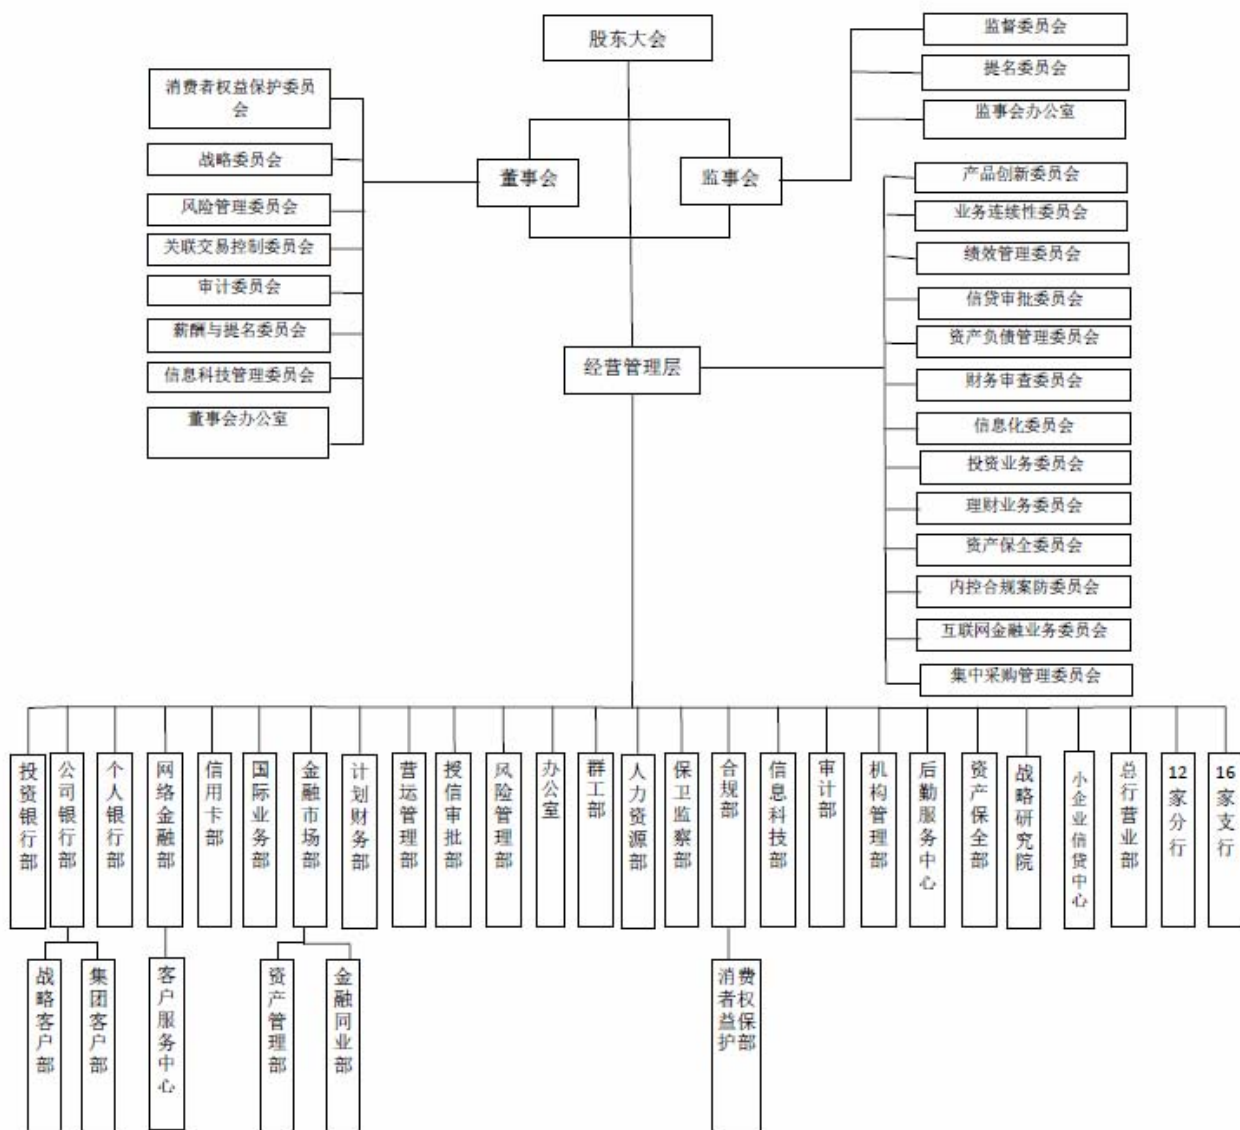 股东大会
监督委员会
提名委员会
监事会办公室
消费者权益保护委员
会
战略委员会
风险管理委员会
关联交易控制委员会
审计委员会
薪酬与提名委员会
信息科技管理委员会
董事会办公室
董事会
监事会
产品创新委员会
业务连续性委员会
绩效管理委员会
信贷审批委员会
资产负债管理委员会
财务审查委员会
信息化委员会
投资业务委员会
理财业务委员会
资产保全委员会
内控合规案防委员会
互联网金融业务委员会
集中采购管理委员会
经营管理层
投资银行部
公司银行部
个人银行部
网络金融部
信用卡部
国际业务部
金融市场部
计划财务部
营运管理部
授信审批部
风险管理部
办公室
群工部
人力资源部
保卫监察部
合规部
信息科技部
审计部
机构管理部
后勤服务中心
资产保全部
战略研究院
小企业信贷中心
总行营业部
12家分行
16家支行
战略客户部
集团客户部
客户服务中心
资产管理部
金融同业部
消费
者权
益保
护部